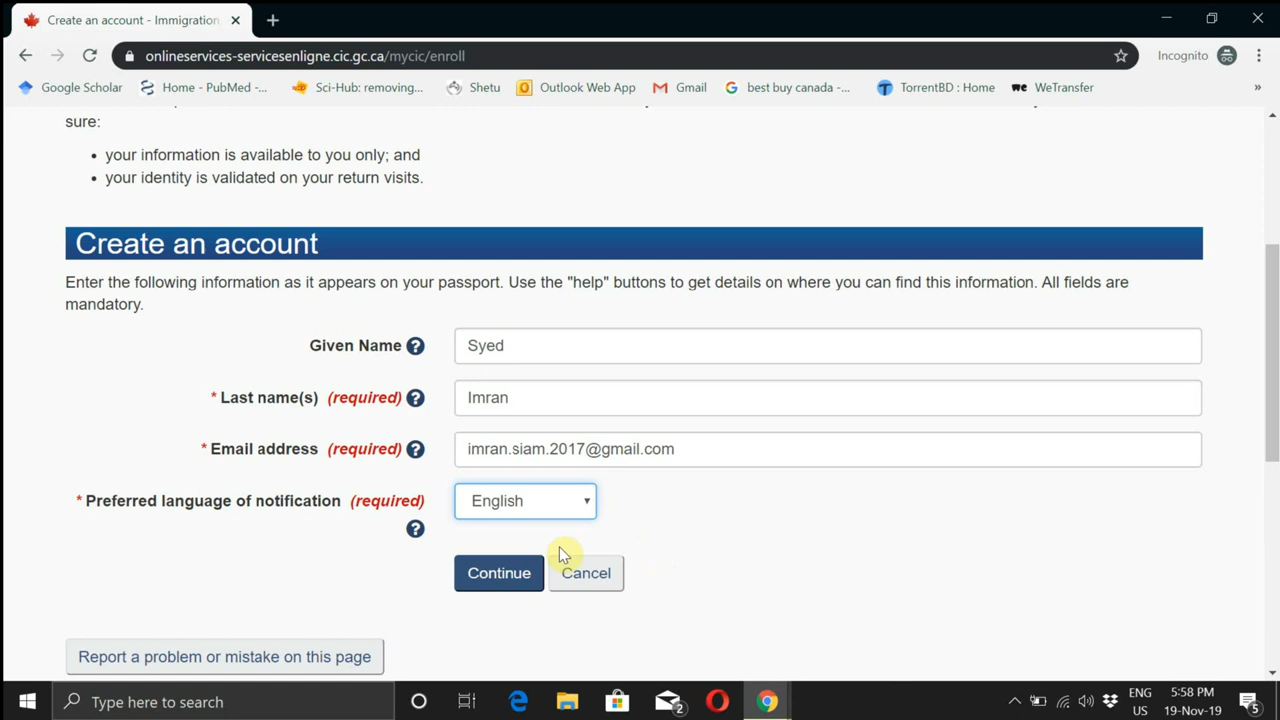 Create an account - Immigration
onlineservices-servicesenligne.cic.gc.ca/mycic/enroll
Incognito
Google Scholar
Home - PubMed - ...
Sci-Hub: removing...
Shetu
Outlook Web App
Gmail
best buy canada -...
TorrentBD : Home
WeTransfer
»
sure:
• your information is available to you only; and
• your identity is validated on your return visits.
Create an account
Enter the following information as it appears on your passport. Use the "help" buttons to get details on where you can find this information. All fields are
mandatory.
Given Name ? Syed
* Last name(s) (required) ? Imran
* Email address (required) ? imran.siam.2017@gmail.com
* Preferred language of notification (required) English
?
Continue Cancel
Report a problem or mistake on this page
Type here to search
2
ENG
US
5:58 PM
19-Nov-19
5